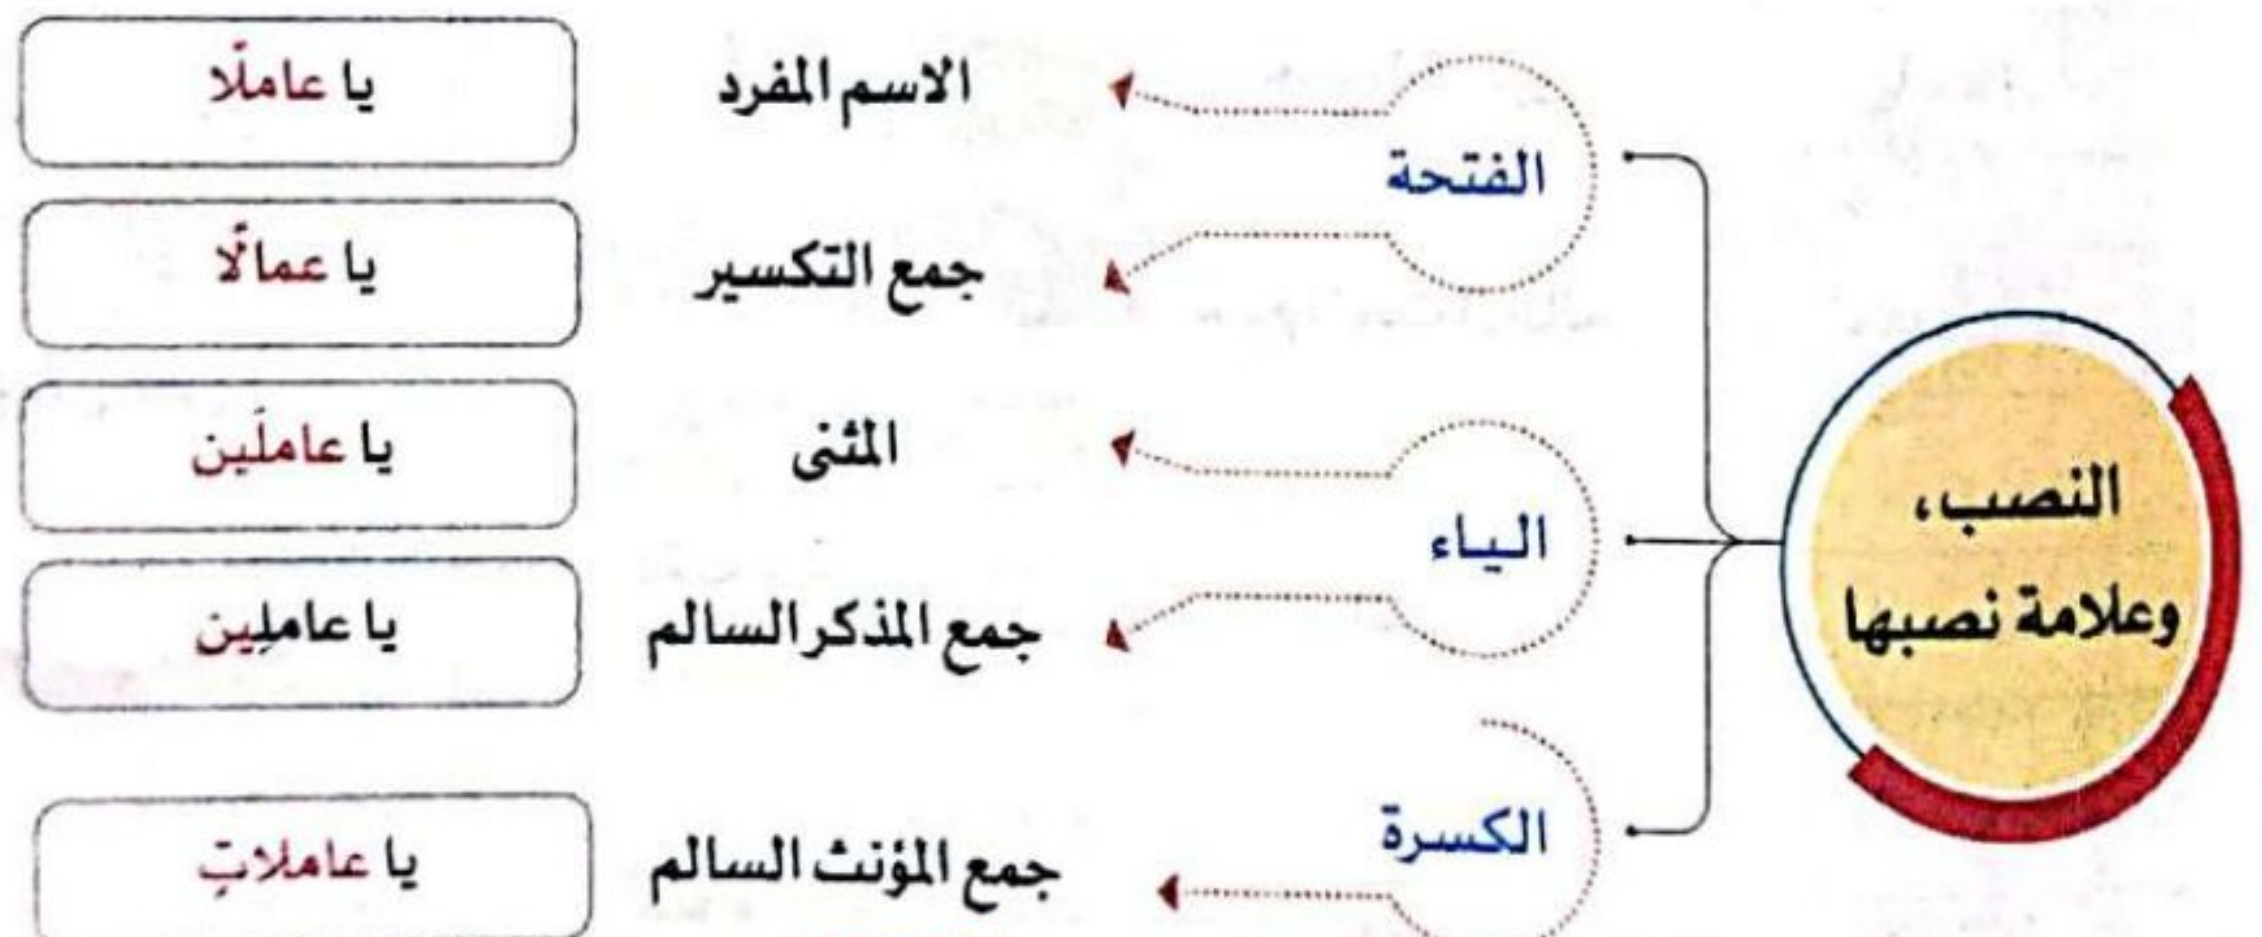 النصب،
وعلامة نصبها
الفتحة
الاسم المفرد
يا عاملًا
جمع التكسير
يا عمالًا
الياء
المثنى
يا عاملَين
جمع المذكر السالم
يا عاملِين
الكسرة
جمع المؤنث السالم
يا عاملاتٍ